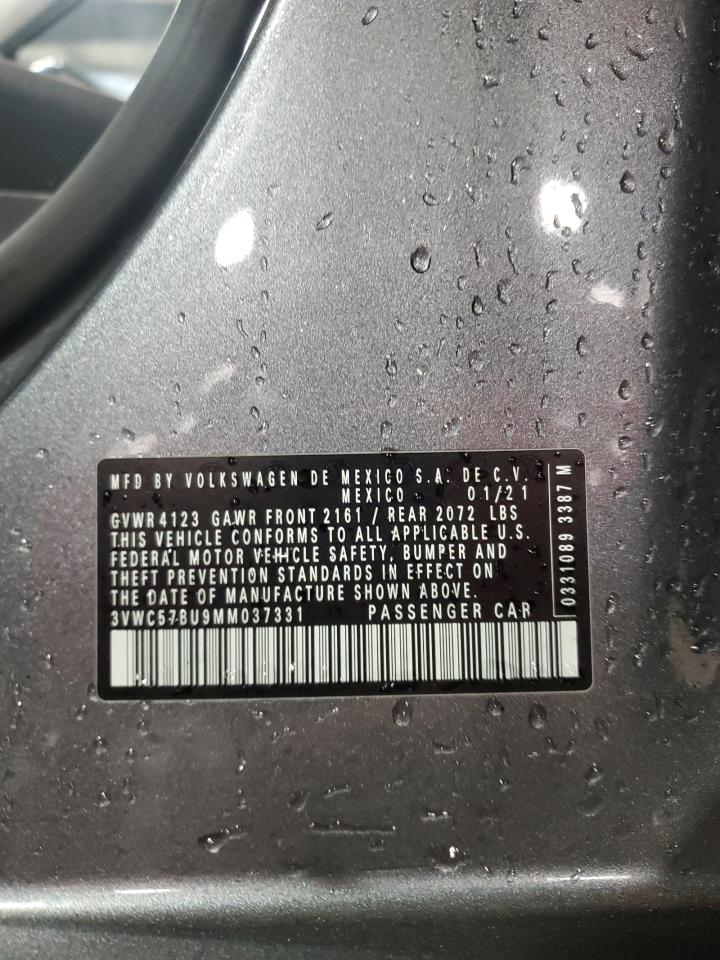 MFD BY VOLKSWAGEN DE MEXICO S.A. DE C.V.
MEXICO 01/21
GVWR 4123 GAWR FRONT 2161 / REAR 2072 LBS
THIS VEHICLE CONFORMS TO ALL APPLICABLE U.S.
FEDERAL MOTOR VEHICLE SAFETY, BUMPER AND
THEFT PREVENTION STANDARDS IN EFFECT ON
THE DATE OF MANUFACTURE SHOWN ABOVE.
3VWC57BU9MM037331 PASSENGER CAR
0331089 3387 M